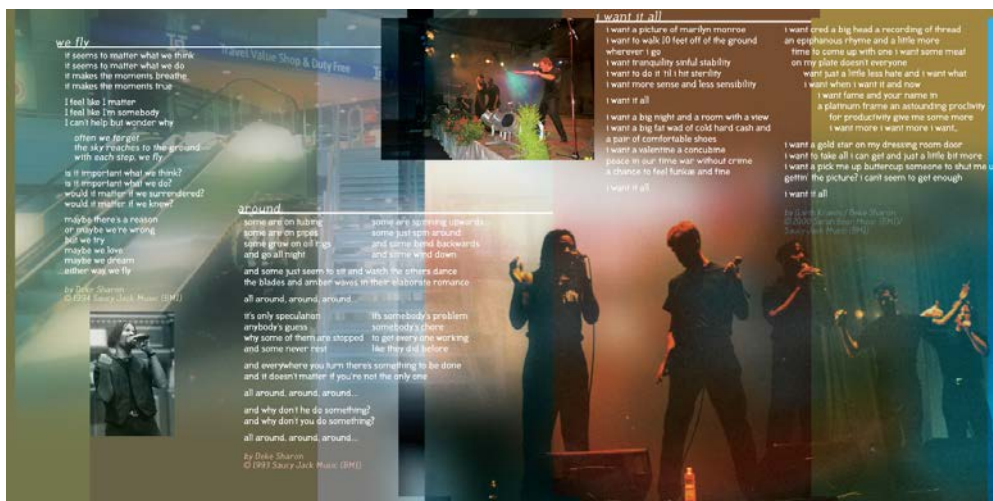 we fly
it seems to matter what we think
it seems to matter what we do
it makes the moments breathe
it makes the moments true
I feel like I matter
I feel like I'm somebody
I can't help but wonder why
often we forget
the sky reaches to the ground
with each step, we fly
is it important what we think?
is it important what we do?
would it matter if we surrendered?
would it matter if we knew?
maybe there's a reason
or maybe we're wrong
but we try
maybe we love
maybe we dream
either way we fly
by Deke Sharon
© 1994 Saucy Jack Music (BMI)
Travel Value Shop & Duty Free
around
some are on tubing
some are on pipes
some grow on oil rigs
and go all night
some are spinning upwards
some just spin around
and some bend backwards
and some wind down
and some just seem to sit and watch the others dance
the blades and amber waves in their elaborate romance
all around, around, around...
it's only speculation
anybody's guess
why some of them are stopped
and some never rest
it's somebody's problem
somebody's chore
to get every one working
like they did before
and everywhere you turn there's something to be done
and it doesn't matter if you're not the only one
all around, around, around...
and why don't he do something?
and why don't you do something?
all around, around, around...
by Deke Sharon
© 1993 Saucy Jack Music (BMI)
i want it all
i want a picture of marilyn monroe
i want to walk 10 feet off of the ground
wherever i go
i want tranquility sinful stability
i want to do it 'til i hit sterility
i want more sense and less sensibility
i want it all
i want a big night and a room with a view
i want a big fat wad of cold hard cash and
a pair of comfortable shoes
i want a valentine a concubine
peace in our time war without crime
a chance to feel funkae and fine
i want it all
i want cred a big head a recording of thread
an epiphanous rhyme and a little more
time to come up with one i want some meat
on my plate doesn't everyone
want just a little less hate and i want what
i want when i want it and now
i want fame and your name in
a platinum frame an astounding proclivity
for productivity give me some more
i want more i want more i want..
i want a gold star on my dressing room door
i want to take all i can get and just a little bit more
i want a pick me up buttercup someone to shut me u
gettin' the picture? i can't seem to get enough
i want it all
Deke Sharon
Saucy Jack Music (BMI)